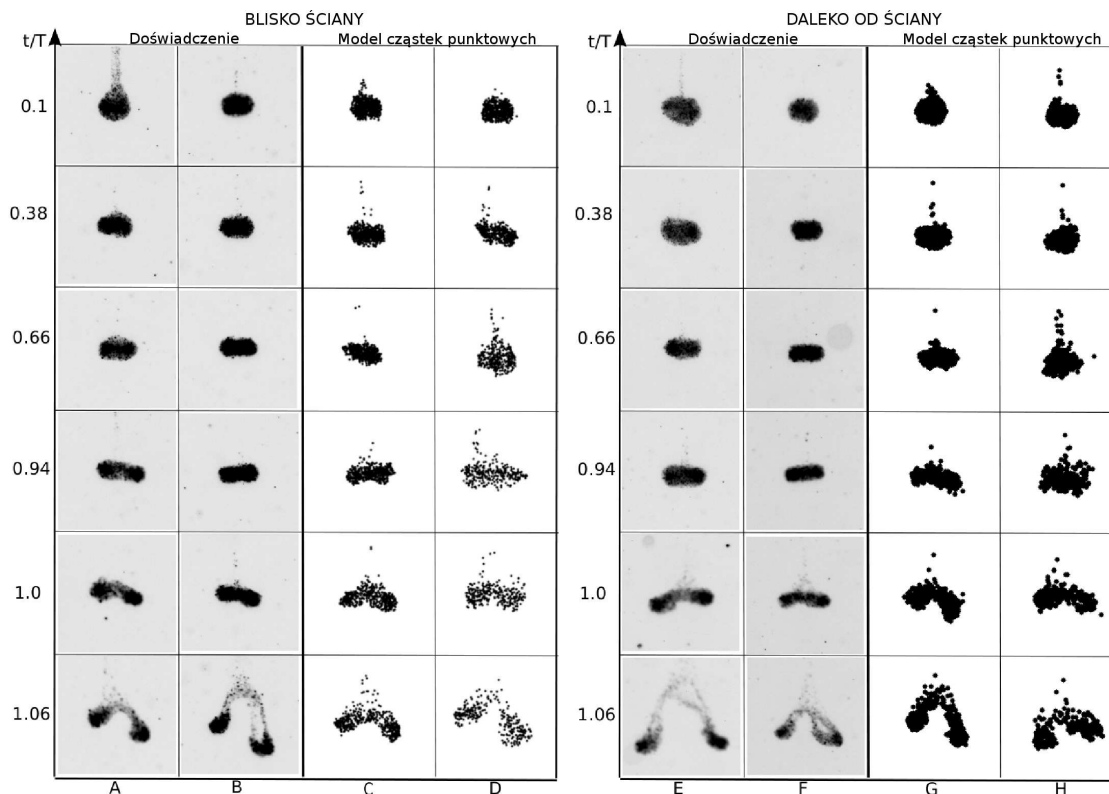 BLISKO ŚCIANY
t/T Doświadczenie Model cząstek punktowych
0.1
0.38
0.66
0.94
1.0
1.06
A B C D
DALEKO OD ŚCIANY
t/T Doświadczenie Model cząstek punktowych
0.1
0.38
0.66
0.94
1.0
1.06
E F G H